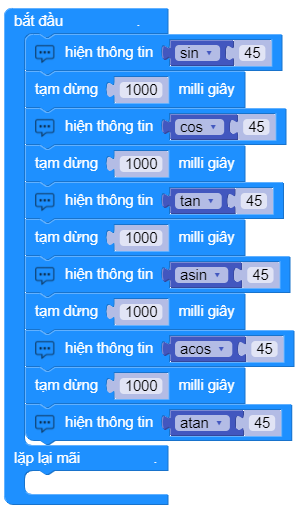 bắt đầu .
hiện thông tin sin 45
tạm dừng 1000 milli giây
hiện thông tin cos 45
tạm dừng 1000 milli giây
hiện thông tin tan 45
tạm dừng 1000 milli giây
hiện thông tin asin 45
tạm dừng 1000 milli giây
hiện thông tin acos 45
tạm dừng 1000 milli giây
hiện thông tin atan 45
lặp lại mãi .